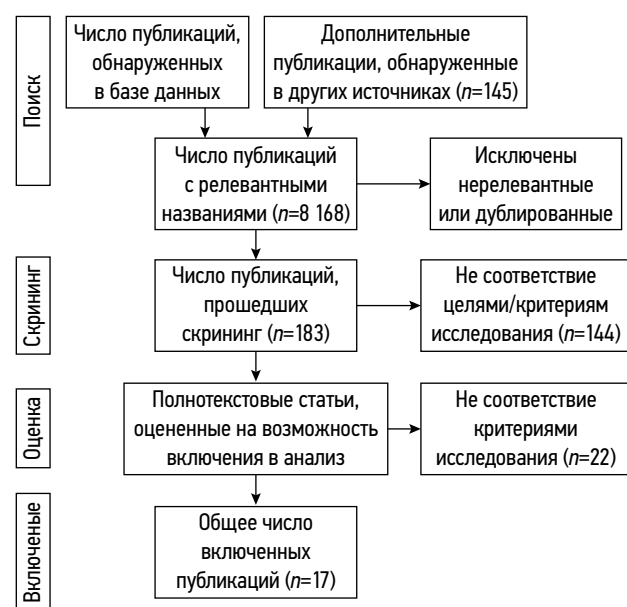 Поиск
Число публикаций,
обнаруженных
в базе данных
Дополнительные
публикации, обнаруженные
в других источниках (n=145)
Число публикаций
с релевантными
названиями (n=8 168)
Исключены
нерелевантные
или дублированные
Скрининг
Число публикаций,
прошедших
скрининг (n=183)
Не соответствие
целями/критериям
исследования (n=144)
Оценка
Полнотекстовые статьи,
оцененные на возможность
включения в анализ
Не соответствие
критериями
исследования (n=22)
Включеные
Общее число
включенных
публикаций (n=17)